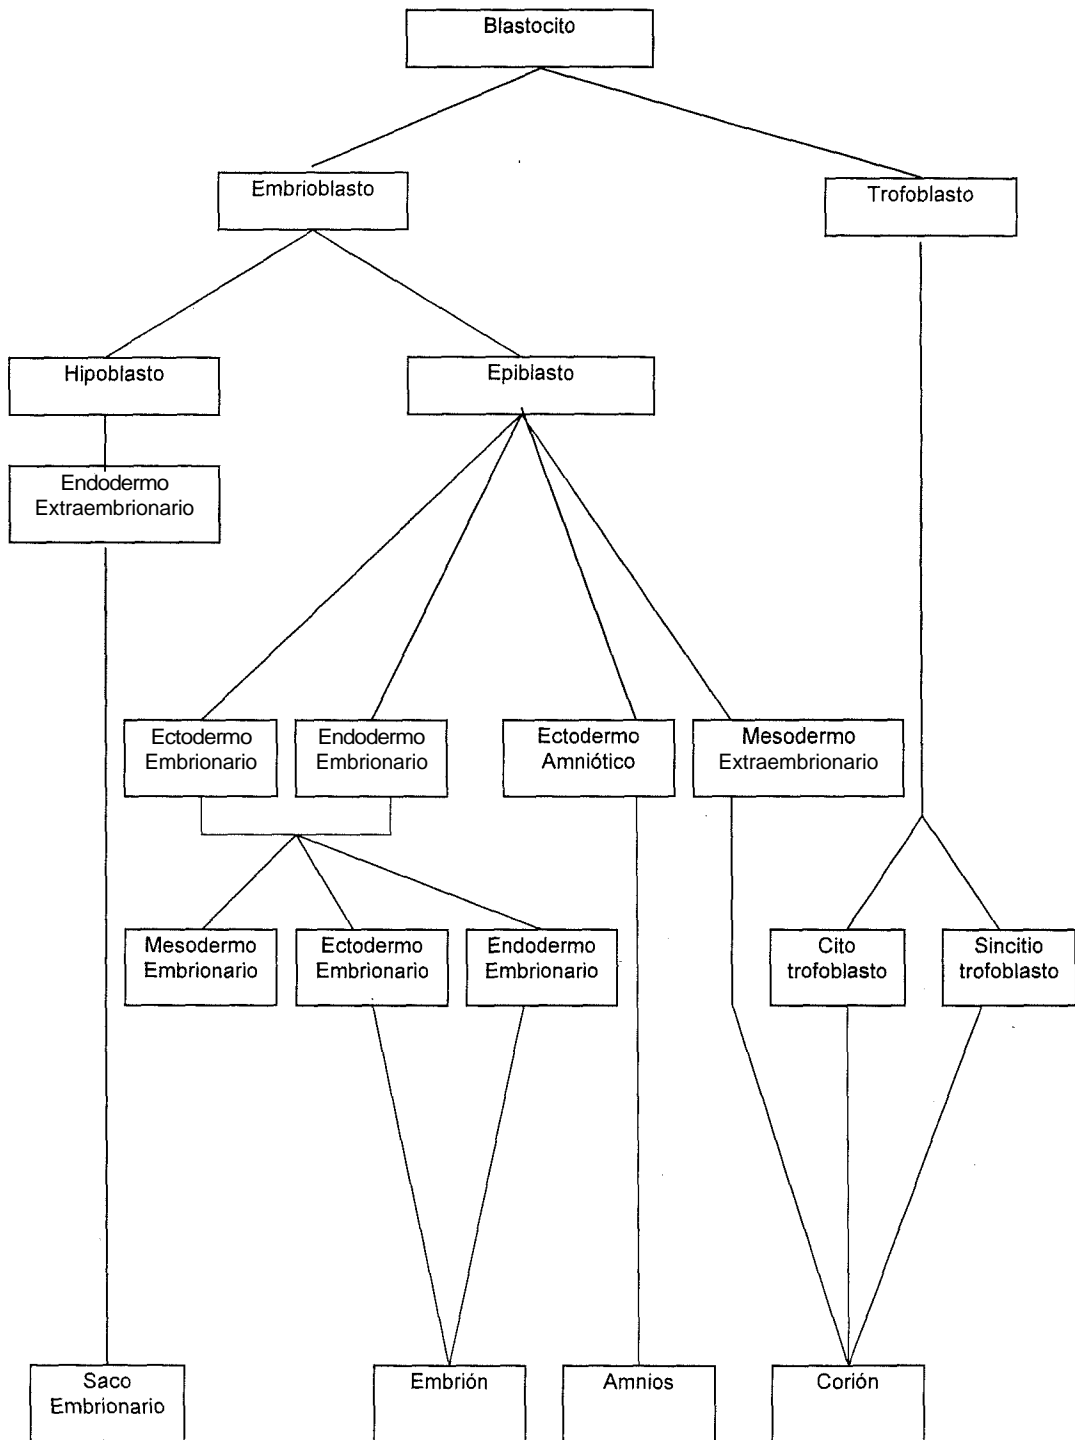 Blastocito
Embrioblasto
Trofoblasto
Hipoblasto
Epiblasto
Endodermo
Extraembrionario
Ectodermo
Embrionario
Endodermo
Embrionario
Ectodermo
Amniótico
Mesodermo
Extraembrionario
Mesodermo
Embrionario
Ectodermo
Embrionario
Endodermo
Embrionario
Cito
trofoblasto
Sincitio
trofoblasto
Saco
Embrionario
Embrión
Amnios
Corión